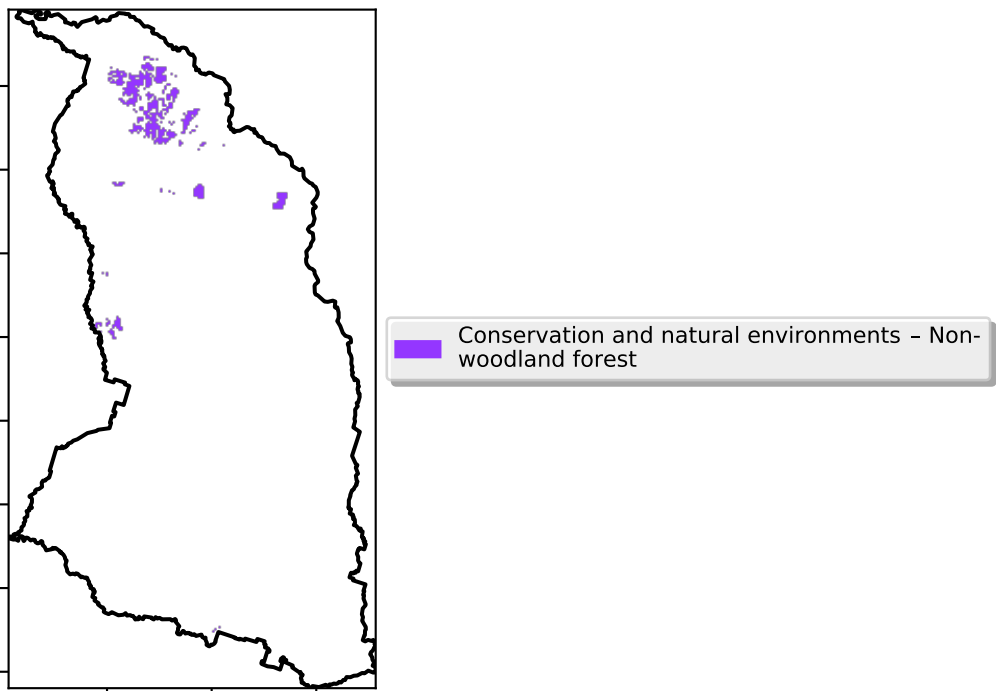 Conservation and natural environments – Non-
woodland forest